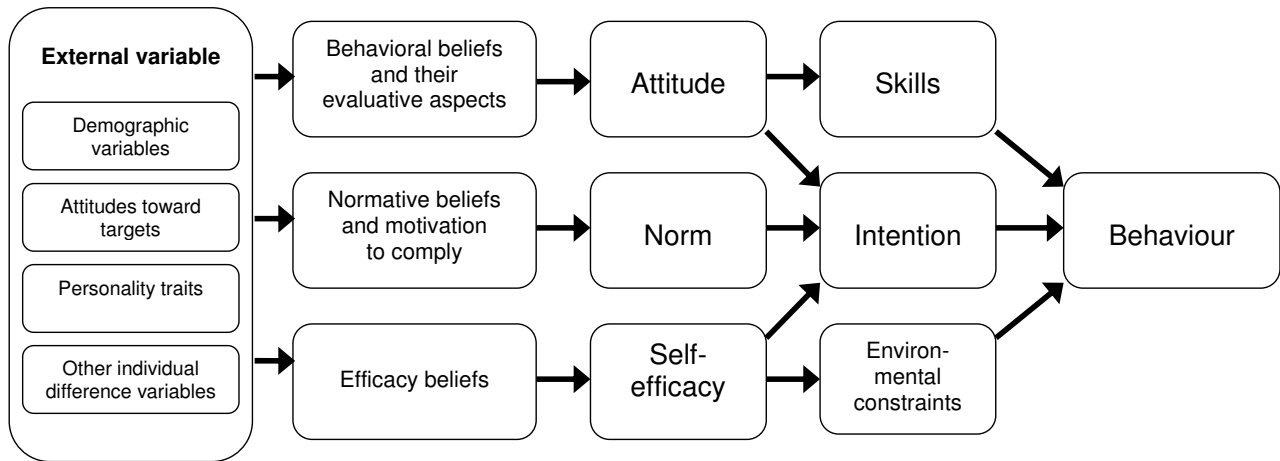 External variable
Demographic
variables
Attitudes toward
targets
Personality traits
Other individual
difference variables
Behavioral beliefs
and their
evaluative aspects
Normative beliefs
and motivation
to comply
Efficacy beliefs
Attitude
Norm
Self-
efficacy
Skills
Intention
Environ-
mental
constraints
Behaviour